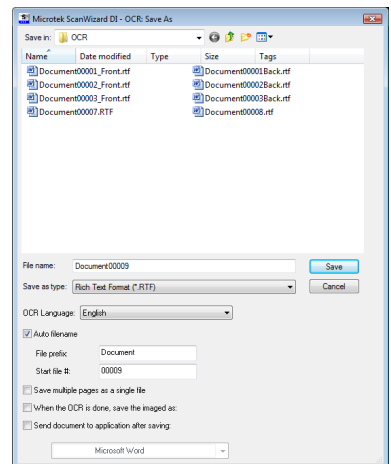 Microtek ScanWizard DI - OCR: Save As
Save in: OCR
Name Date modified Type Size Tags
Document00001_Front.rtf Document00001Back.rtf
Document00002_Front.rtf Document00002Back.rtf
Document00003_Front.rtf Document00003Back.rtf
Document00007.RTF Document00008.rtf
File name: Document00009 Save
Save as type: Rich Text Format (*.RTF) Cancel
OCR Language: English
Auto filename
File prefix: Document
Start file #: 00009
Save multiple pages as a single file
When the OCR is done, save the imaged as:
Send document to application after saving:
Microsoft Word